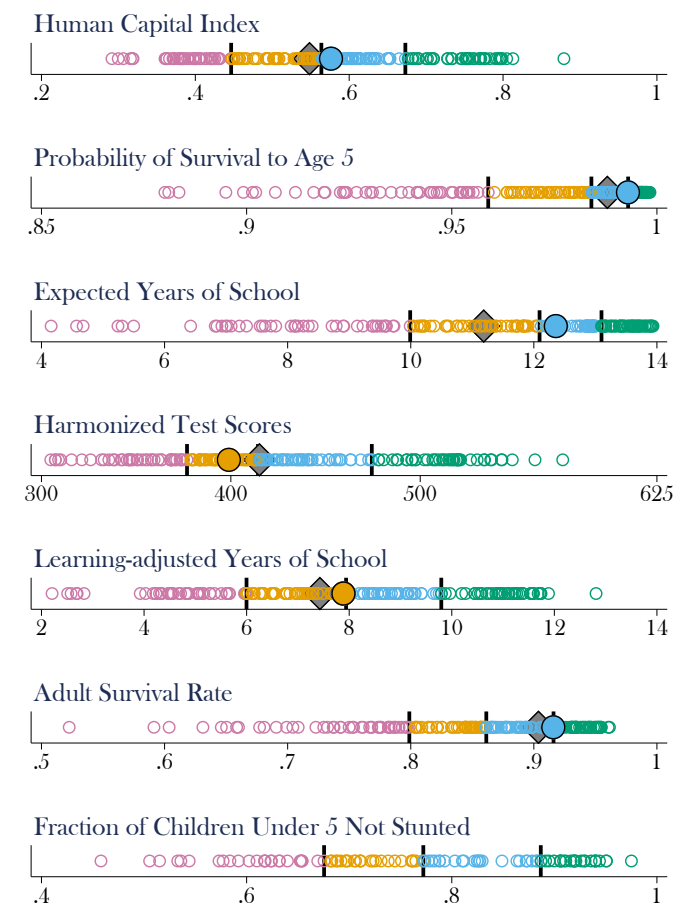 Human Capital Index
.2 .4 .6 .8 1
Probability of Survival to Age 5
.85 .9 .95 1
Expected Years of School
4 6 8 10 12 14
Harmonized Test Scores
300 400 500 625
Learning-adjusted Years of School
2 4 6 8 10 12 14
Adult Survival Rate
.5 .6 .7 .8 .9 1
Fraction of Children Under 5 Not Stunted
.4 .6 .8 1